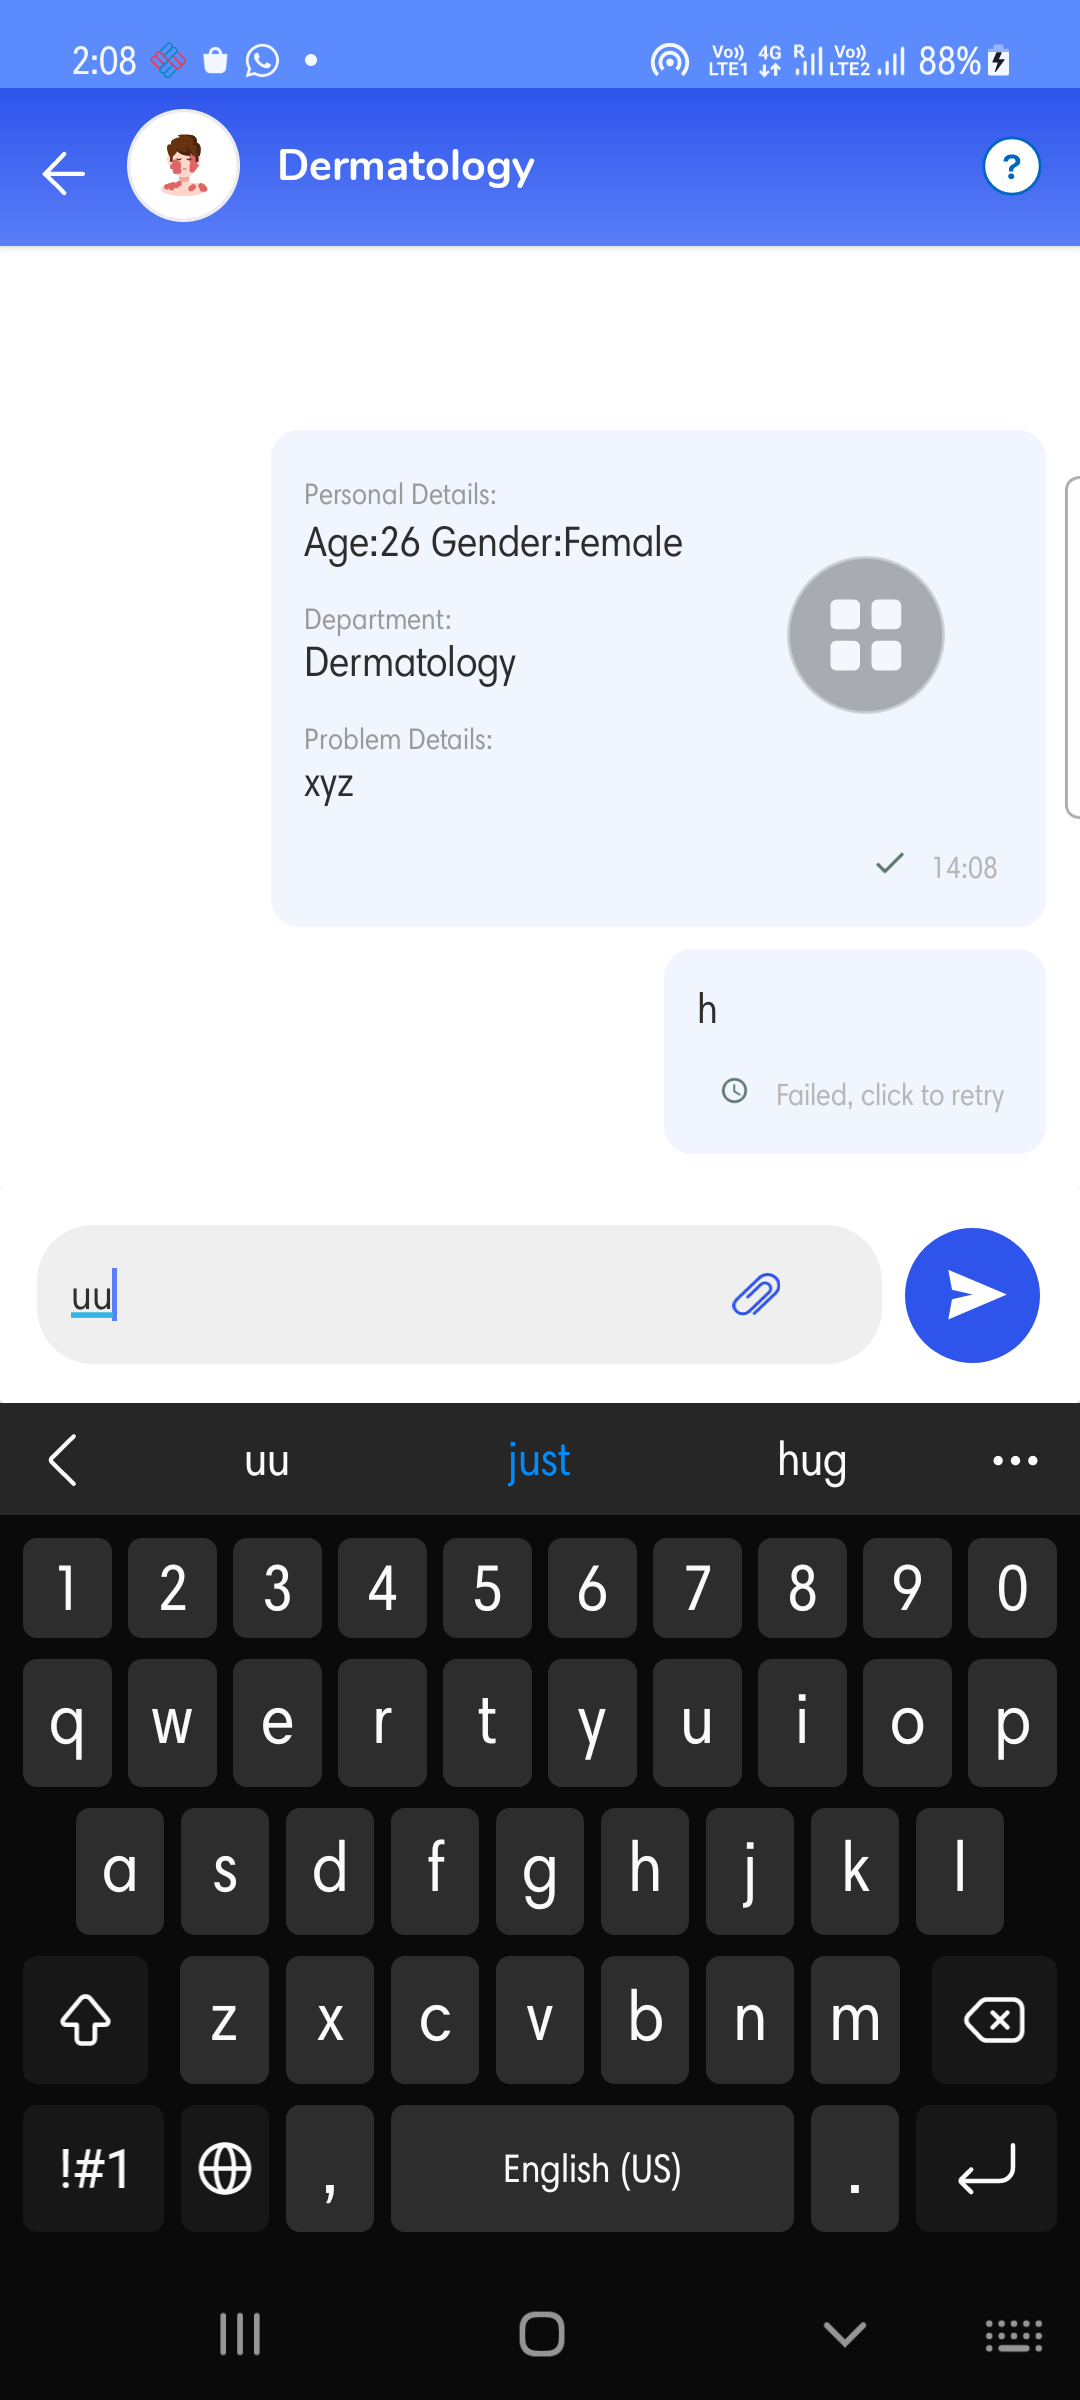 2:08 Vo)) LTE1 4G R Vo)) LTE2 88%
Dermatology ?
Personal Details:
Age:26 Gender:Female
Department:
Dermatology
Problem Details:
xyz
14:08
h
Failed, click to retry
uu
uu just hug
1 2 3 4 5 6 7 8 9 0
q w e r t y u i o p
a s d f g h j k l
z x c v b n m
!#1 , English (US) .